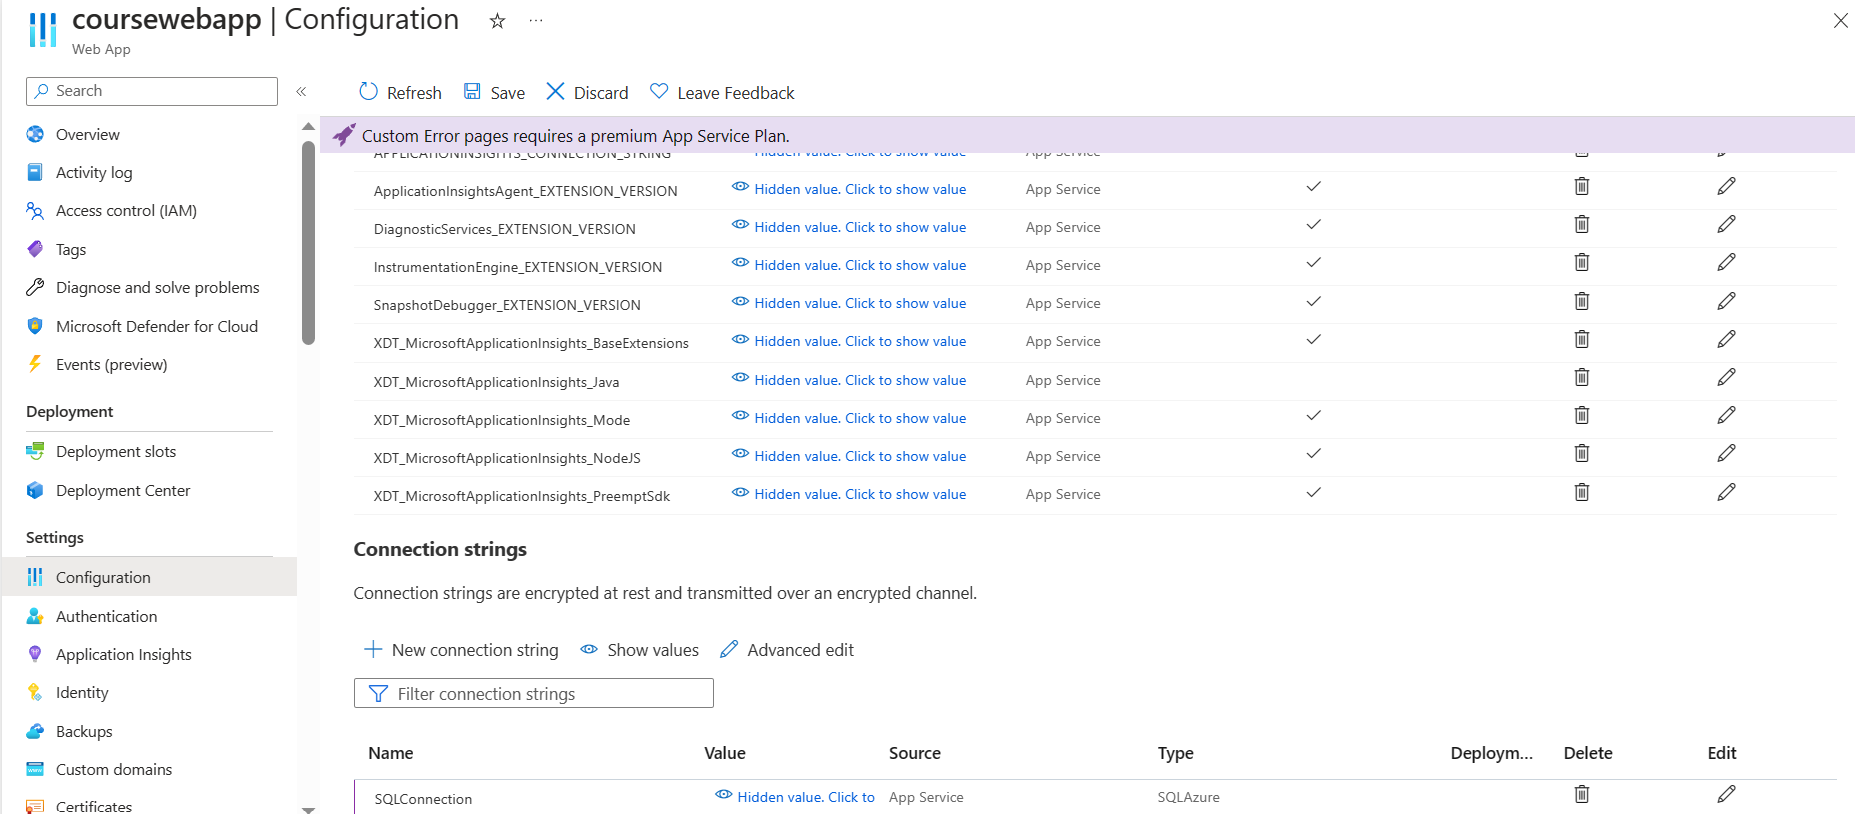 coursewebapp | Configuration
Web App
Search
Refresh
Save
Discard
Leave Feedback
Custom Error pages requires a premium App Service Plan.
Overview
Activity log
Access control (IAM)
Tags
Diagnose and solve problems
Microsoft Defender for Cloud
Events (preview)
Deployment
Deployment slots
Deployment Center
Settings
Configuration
Authentication
Application Insights
Identity
Backups
Custom domains
Certificates
APPLICATIONINSIGHTS_CONNECTION_STRING Hidden value. Click to show value App Service
ApplicationInsightsAgent_EXTENSION_VERSION Hidden value. Click to show value App Service
DiagnosticServices_EXTENSION_VERSION Hidden value. Click to show value App Service
InstrumentationEngine_EXTENSION_VERSION Hidden value. Click to show value App Service
SnapshotDebugger_EXTENSION_VERSION Hidden value. Click to show value App Service
XDT_MicrosoftApplicationInsights_BaseExtensions Hidden value. Click to show value App Service
XDT_MicrosoftApplicationInsights_Java Hidden value. Click to show value App Service
XDT_MicrosoftApplicationInsights_Mode Hidden value. Click to show value App Service
XDT_MicrosoftApplicationInsights_NodeJS Hidden value. Click to show value App Service
XDT_MicrosoftApplicationInsights_PreemptSdk Hidden value. Click to show value App Service
Connection strings
Connection strings are encrypted at rest and transmitted over an encrypted channel.
New connection string
Show values
Advanced edit
Filter connection strings
Name Value Source Type Deploym... Delete Edit
SQLConnection Hidden value. Click to App Service SQLAzure